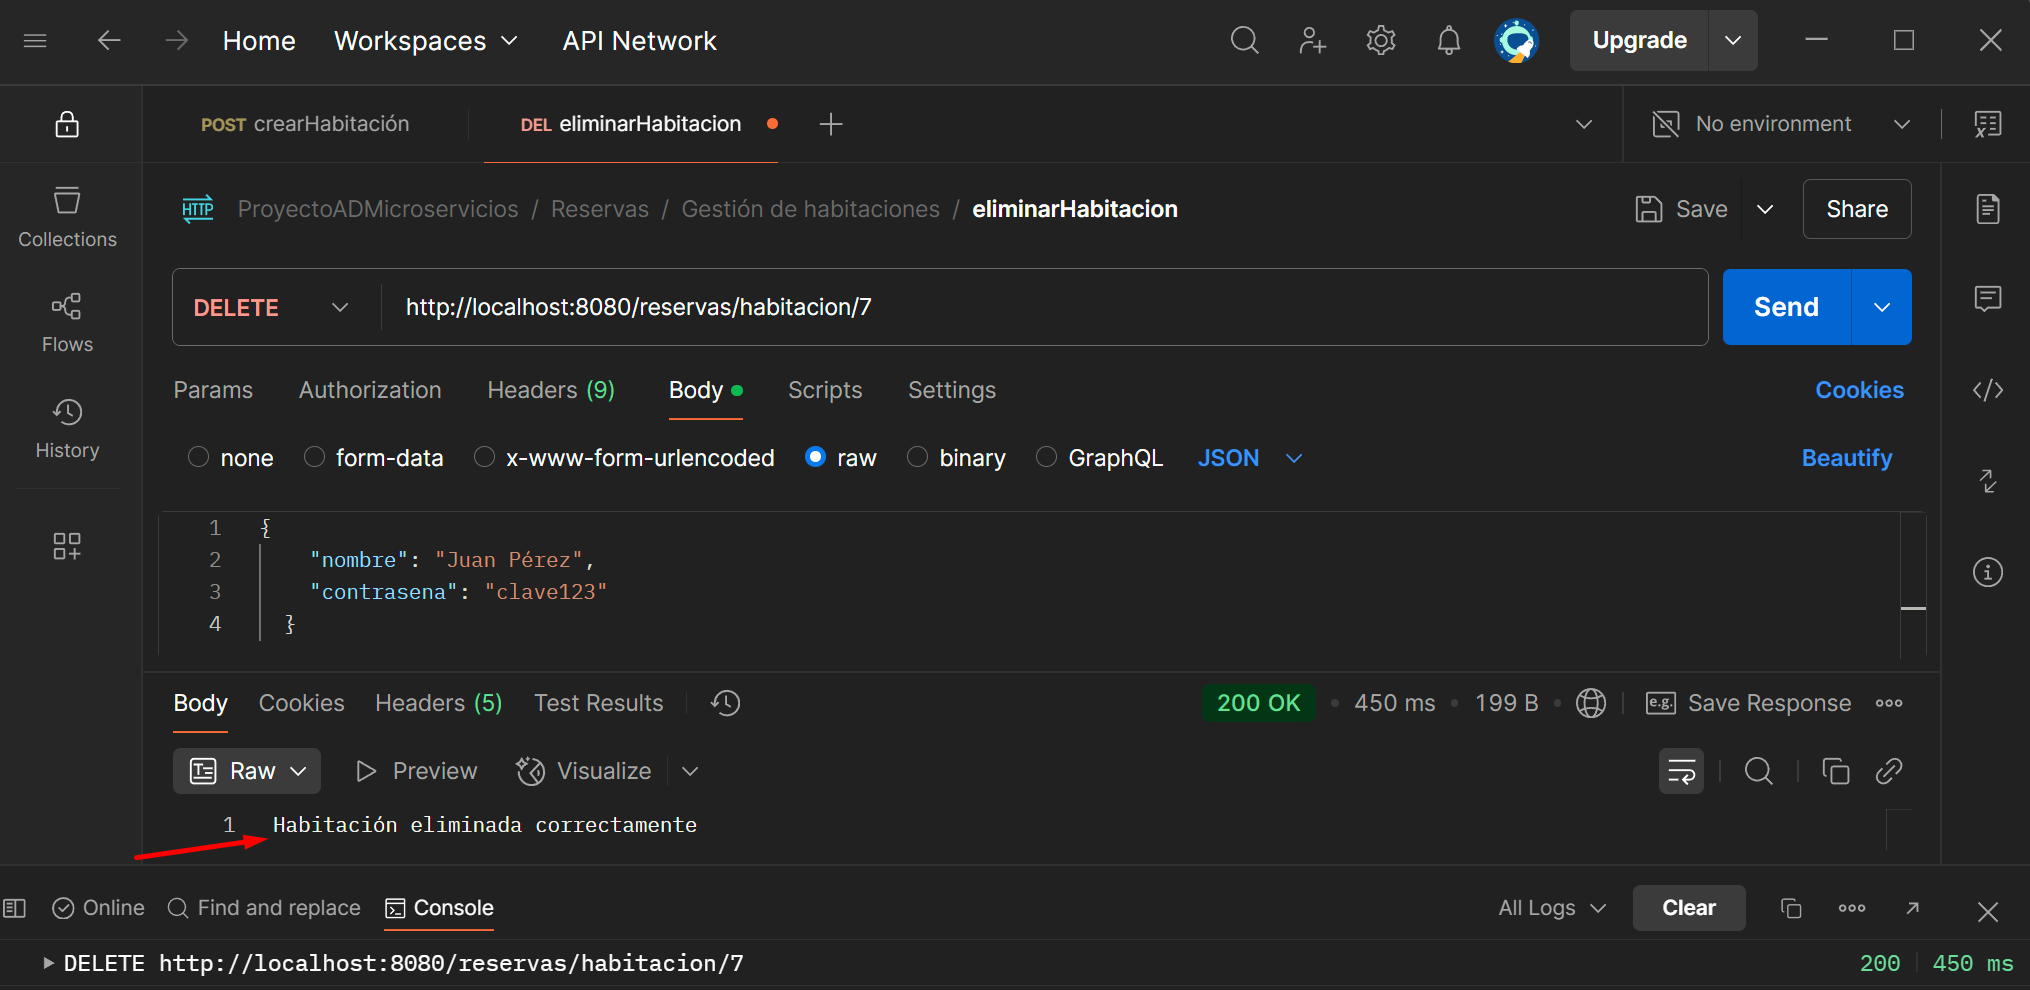 Home Workspaces API Network Upgrade
POST crearHabitación DEL eliminarHabitacion No environment
HTTP ProyectoADMicroservicios / Reservas / Gestión de habitaciones / eliminarHabitacion Save Share
Collections
DELETE http://localhost:8080/reservas/habitacion/7 Send
Flows
Params Authorization Headers (9) Body Scripts Settings Cookies
History
none form-data x-www-form-urlencoded raw binary GraphQL JSON Beautify
1 {
2 "nombre": "Juan Pérez",
3 "contrasena": "clave123"
4 }
Body Cookies Headers (5) Test Results 200 OK • 450 ms • 199 B • e.g. Save Response
Raw Preview Visualize
1 Habitación eliminada correctamente
Online Find and replace Console All Logs Clear
DELETE http://localhost:8080/reservas/habitacion/7 200 450 ms